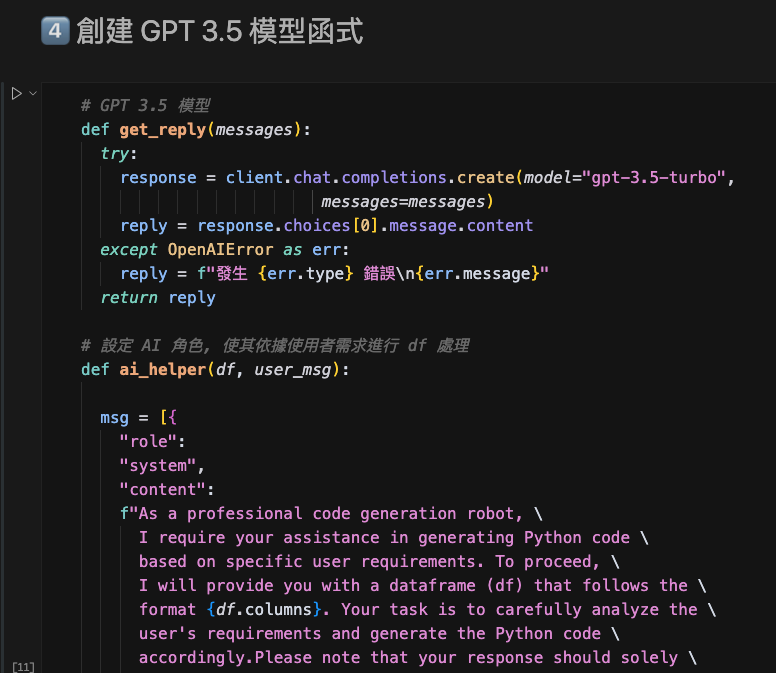 4 創建 GPT 3.5 模型函式
# GPT 3.5 模型
def get_reply(messages):
try:
response = client.chat.completions.create(model="gpt-3.5-turbo",
messages=messages)
reply = response.choices[0].message.content
except OpenAIError as err:
reply = f"發生 {err.type} 錯誤\n{err.message}"
return reply
# 設定 AI 角色, 使其依據使用者需求進行 df 處理
def ai_helper(df, user_msg):
msg = [{
"role":
"system",
"content":
f"As a professional code generation robot, \
I require your assistance in generating Python code \
based on specific user requirements. To proceed, \
I will provide you with a dataframe (df) that follows the \
format {df.columns}. Your task is to carefully analyze the \
user's requirements and generate the Python code \
accordingly.Please note that your response should solely \
[11]